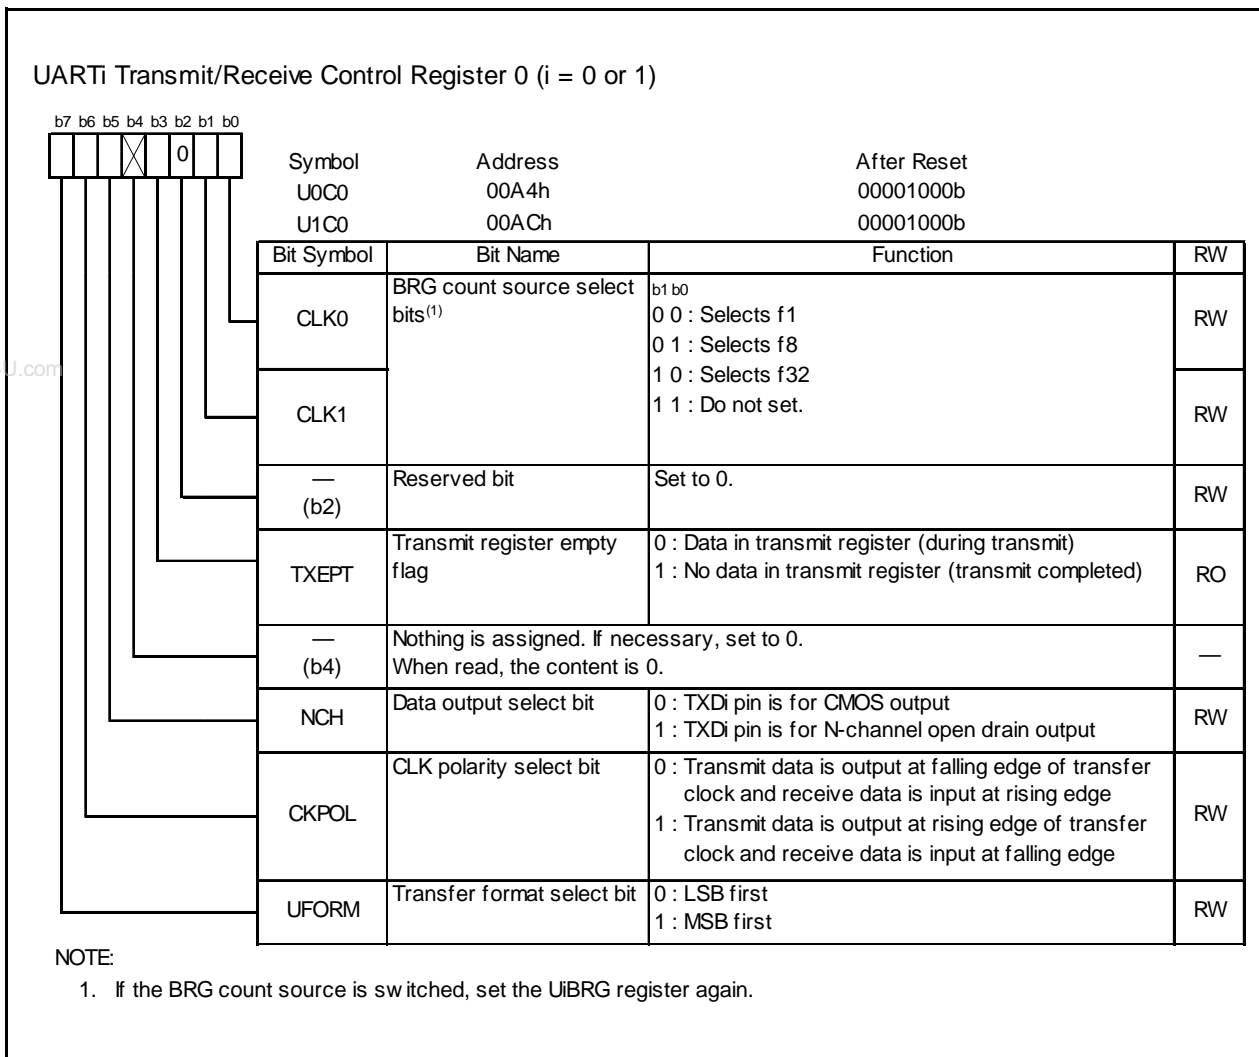 UARTi Transmit/Receive Control Register 0 (i = 0 or 1)
b7 b6 b5 b4 b3 b2 b1 b0
0
Symbol Address After Reset
U0C0 00A4h 00001000b
U1C0 00ACh 00001000b
Bit Symbol Bit Name Function RW
CLK0 BRG count source select bits(1) b1 b0
0 0 : Selects f1
0 1 : Selects f8
1 0 : Selects f32
1 1 : Do not set.
RW
CLK1 RW
— (b2) Reserved bit Set to 0. RW
TXEPT Transmit register empty flag 0 : Data in transmit register (during transmit)
1 : No data in transmit register (transmit completed)
RO
— (b4) Nothing is assigned. If necessary, set to 0.
When read, the content is 0.
—
NCH Data output select bit 0 : TXDi pin is for CMOS output
1 : TXDi pin is for N-channel open drain output
RW
CKPOL CLK polarity select bit 0 : Transmit data is output at falling edge of transfer
clock and receive data is input at rising edge
1 : Transmit data is output at rising edge of transfer
clock and receive data is input at falling edge
RW
UFORM Transfer format select bit 0 : LSB first
1 : MSB first
RW
NOTE:
1. If the BRG count source is switched, set the UiBRG register again.
U.com